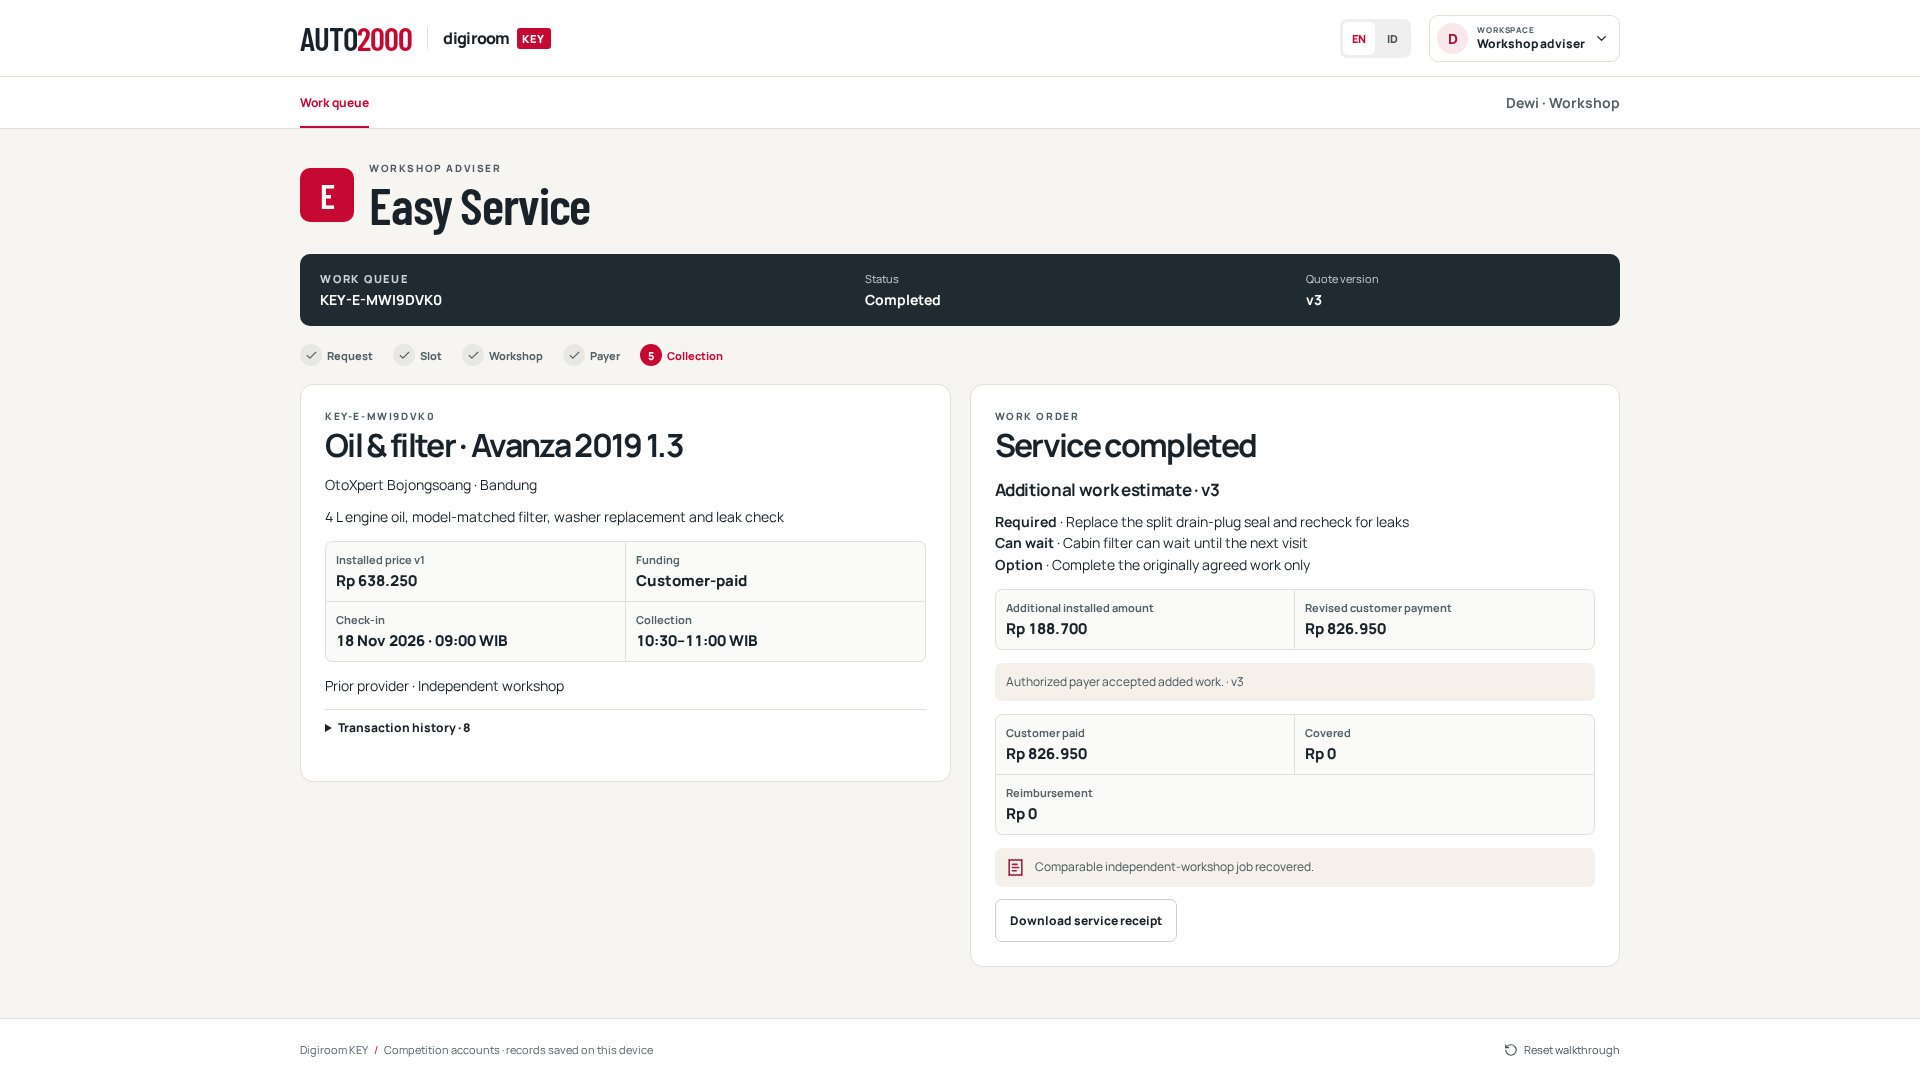 AUTO2000
digiroom KEY
EN ID
D
WORKSPACE
Workshop adviser
Work queue
Dewi · Workshop
E
WORKSHOP ADVISER
Easy Service
WORK QUEUE
KEY-E-MWI9DVK0
Status
Completed
Quote version
v3
Request
Slot
Workshop
Payer
5 Collection
KEY-E-MWI9DVK0
Oil & filter · Avanza 2019 1.3
OtoXpert Bojongsoang · Bandung
4 L engine oil, model-matched filter, washer replacement and leak check
Installed price v1
Rp 638.250
Funding
Customer-paid
Check-in
18 Nov 2026 · 09:00 WIB
Collection
10:30–11:00 WIB
Prior provider · Independent workshop
Transaction history · 8
WORK ORDER
Service completed
Additional work estimate · v3
Required · Replace the split drain-plug seal and recheck for leaks
Can wait · Cabin filter can wait until the next visit
Option · Complete the originally agreed work only
Additional installed amount
Rp 188.700
Revised customer payment
Rp 826.950
Authorized payer accepted added work. · v3
Customer paid
Rp 826.950
Covered
Rp 0
Reimbursement
Rp 0
Comparable independent-workshop job recovered.
Download service receipt
Digiroom KEY / Competition accounts · records saved on this device
Reset walkthrough